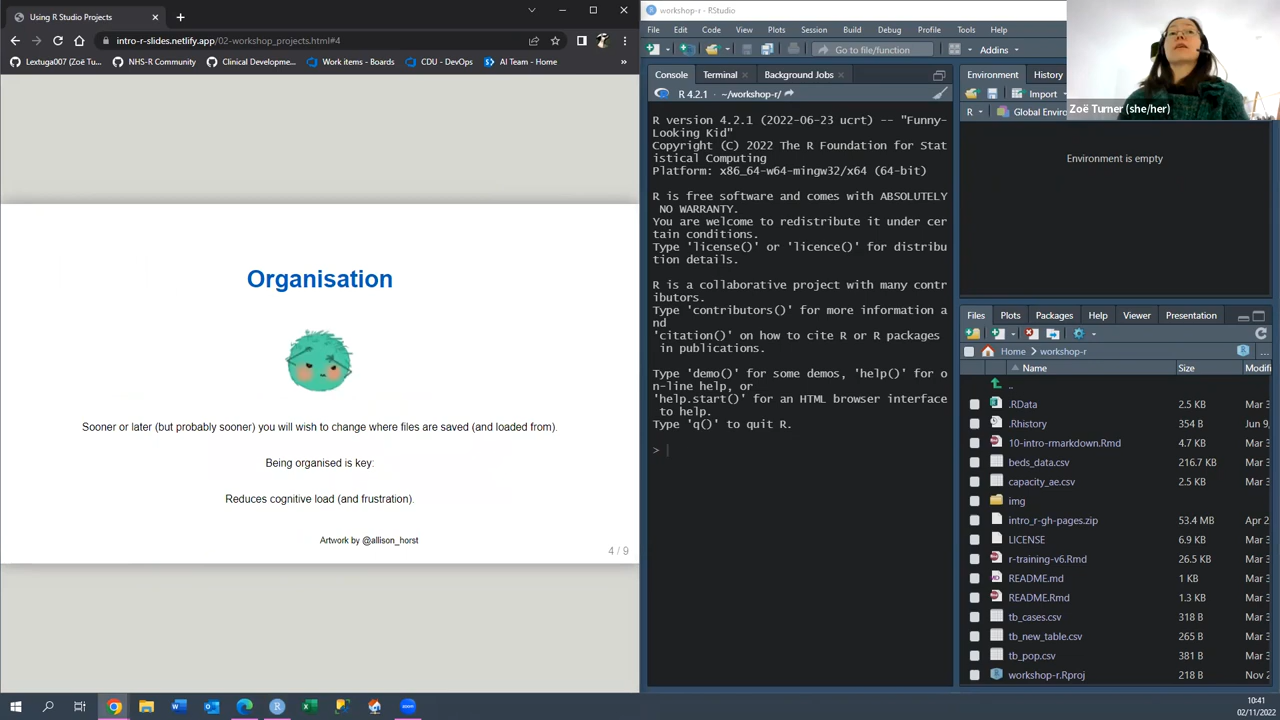 Using R Studio Projects
intro-r-slides.netlify.app/02-workshop_projects.html#4
Lextuga007 (Zoë Tu...
NHS-R Community
Clinical Developme...
Work items - Boards
CDU - DevOps
AI Team - Home
»
Organisation
Sooner or later (but probably sooner) you will wish to change where files are saved (and loaded from).
Being organised is key:
Reduces cognitive load (and frustration).
Artwork by @allison_horst
4 / 9
workshop-r - RStudio
File Edit Code View Plots Session Build Debug Profile Tools Help
Go to file/function
Addins
Console Terminal Background Jobs
R 4.2.1 · ~/workshop-r/
R version 4.2.1 (2022-06-23 ucrt) -- "Funny-
Looking Kid"
Copyright (C) 2022 The R Foundation for Stat
istical Computing
Platform: x86_64-w64-mingw32/x64 (64-bit)
R is free software and comes with ABSOLUTELY
NO WARRANTY.
You are welcome to redistribute it under cer
tain conditions.
Type 'license()' or 'licence()' for distribu
tion details.
R is a collaborative project with many contr
ibutors.
Type 'contributors()' for more information a
nd
'citation()' on how to cite R or R packages
in publications.
Type 'demo()' for some demos, 'help()' for o
n-line help, or
'help.start()' for an HTML browser interface
to help.
Type 'q()' to quit R.
>
Environment History
Import
R Global Enviro
Zoë Turner (she/her)
Environment is empty
Files Plots Packages Help Viewer Presentation
Home workshop-r
Name Size Modifi
..
.RData 2.5 KB Mar 3
.Rhistory 354 B Jun 9,
10-intro-rmarkdown.Rmd 4.7 KB Mar 3
beds_data.csv 216.7 KB Mar 3
capacity_ae.csv 2.5 KB Mar 3
img
intro_r-gh-pages.zip 53.4 MB Apr 2
LICENSE 6.9 KB Mar 3
r-training-v6.Rmd 26.5 KB Mar 3
README.md 1 KB Mar 3
README.Rmd 1.3 KB Mar 3
tb_cases.csv 318 B Mar 3
tb_new_table.csv 265 B Mar 3
tb_pop.csv 381 B Mar 3
workshop-r.Rproj 218 B Nov 2
10:41
02/11/2022